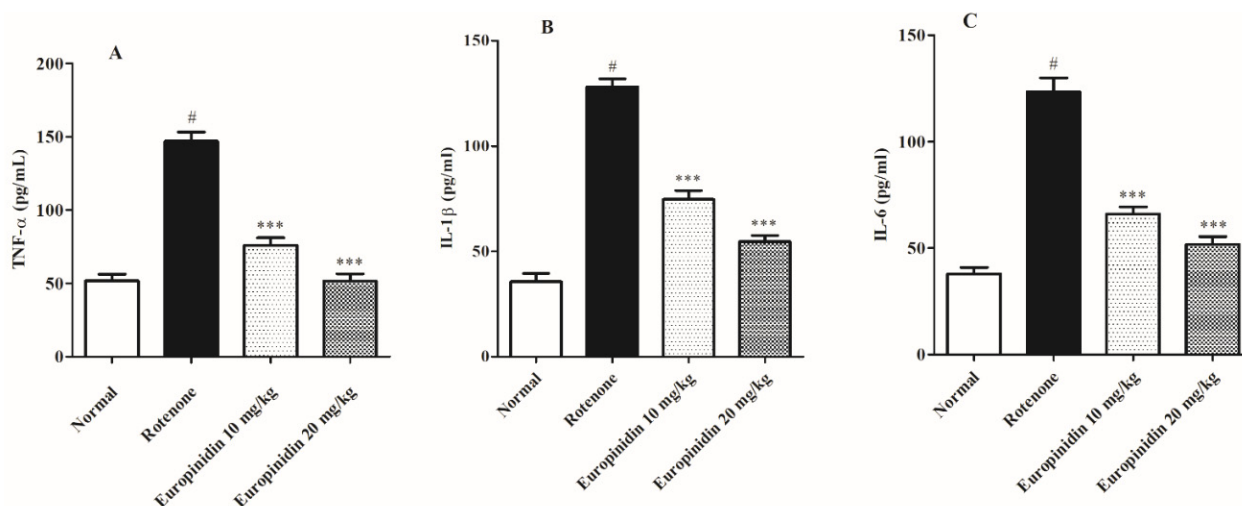 A
TNF-α (pg/mL)
200
150
100
50
0
#
***
***
Normal
Rotenone
Europinidin 10 mg/kg
Europinidin 20 mg/kg
B
IL-1β (pg/ml)
150
100
50
0
#
***
***
Normal
Rotenone
Europinidin 10 mg/kg
Europinidin 20 mg/kg
C
IL-6 (pg/ml)
150
100
50
0
#
***
***
Normal
Rotenone
Europinidin 10 mg/kg
Europinidin 20 mg/kg